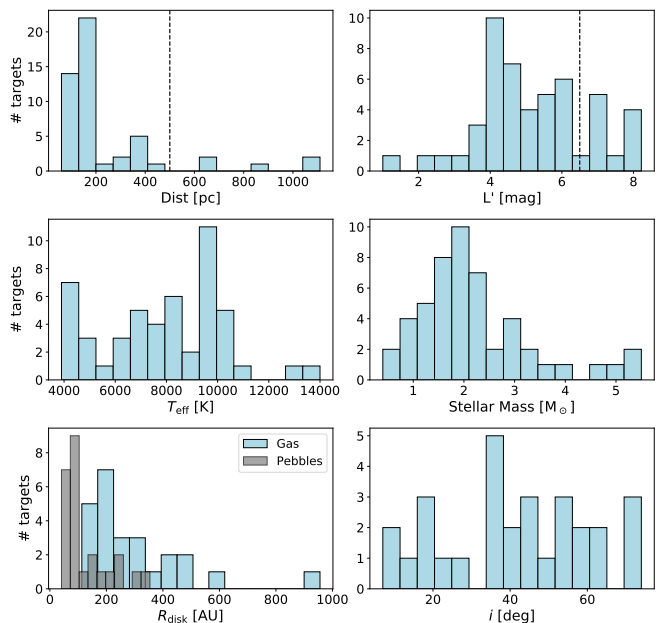 20
15
10
5
0
# targets
200 400 600 800 1000
Dist [pc]
10
8
6
4
2
0
2 4 6 8
L' [mag]
10
8
6
4
2
0
# targets
4000 6000 8000 10000 12000 14000
T_eff [K]
10
8
6
4
2
0
1 2 3 4 5
Stellar Mass [M_⊙]
8
6
4
2
0
# targets
Gas
Pebbles
0 200 400 600 800 1000
R_disk [AU]
5
4
3
2
1
0
20 40 60
i [deg]